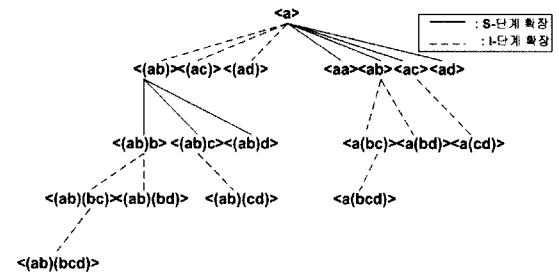 <a>
: S-단계 확장
: I-단계 확장
<(ab)><(ac)><(ad)> <aa><ab><ac><ad>
<(ab)b> <(ab)c><(ab)d> <a(bc)><a(bd)><a(cd)>
<(ab)(bc)><(ab)(bd)> <(ab)(cd)> <a(bcd)>
<(ab)(bcd)>